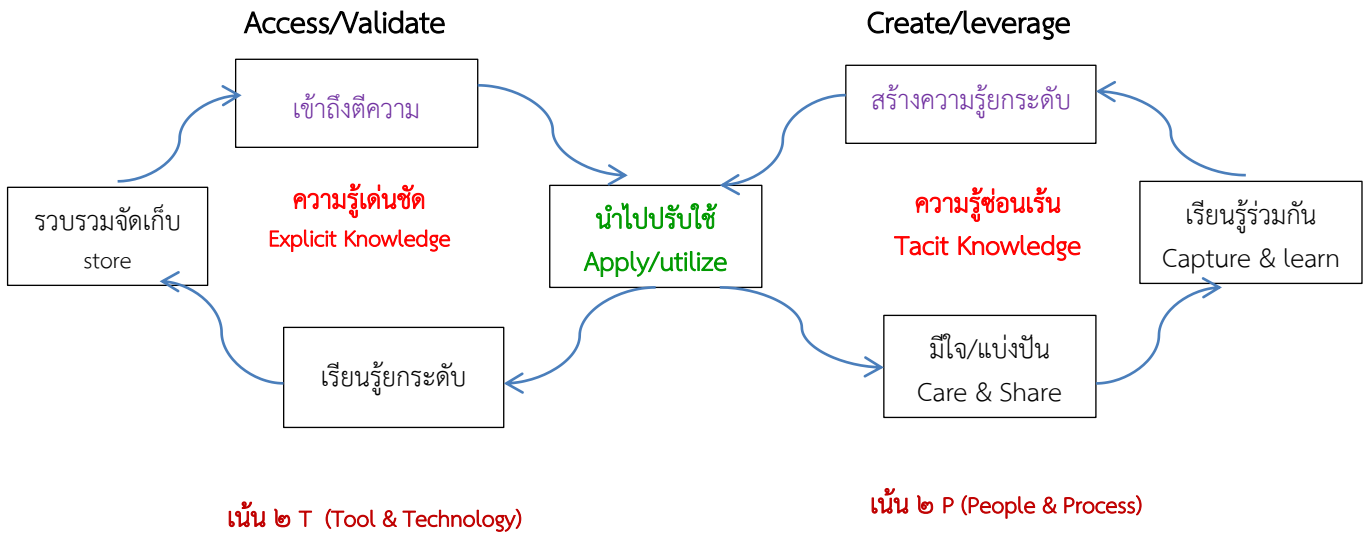 Access/Validate
Create/leverage
เข้าถึงตีความ
สร้างความรู้ยกระดับ
รวบรวมจัดเก็บ
store
ความรู้เด่นชัด
Explicit Knowledge
นำไปปรับใช้
Apply/utilize
ความรู้ซ่อนเร้น
Tacit Knowledge
เรียนรู้ร่วมกัน
Capture & learn
เรียนรู้ยกระดับ
มีใจ/แบ่งปัน
Care & Share
เน้น ๒ T (Tool & Technology)
เน้น ๒ P (People & Process)